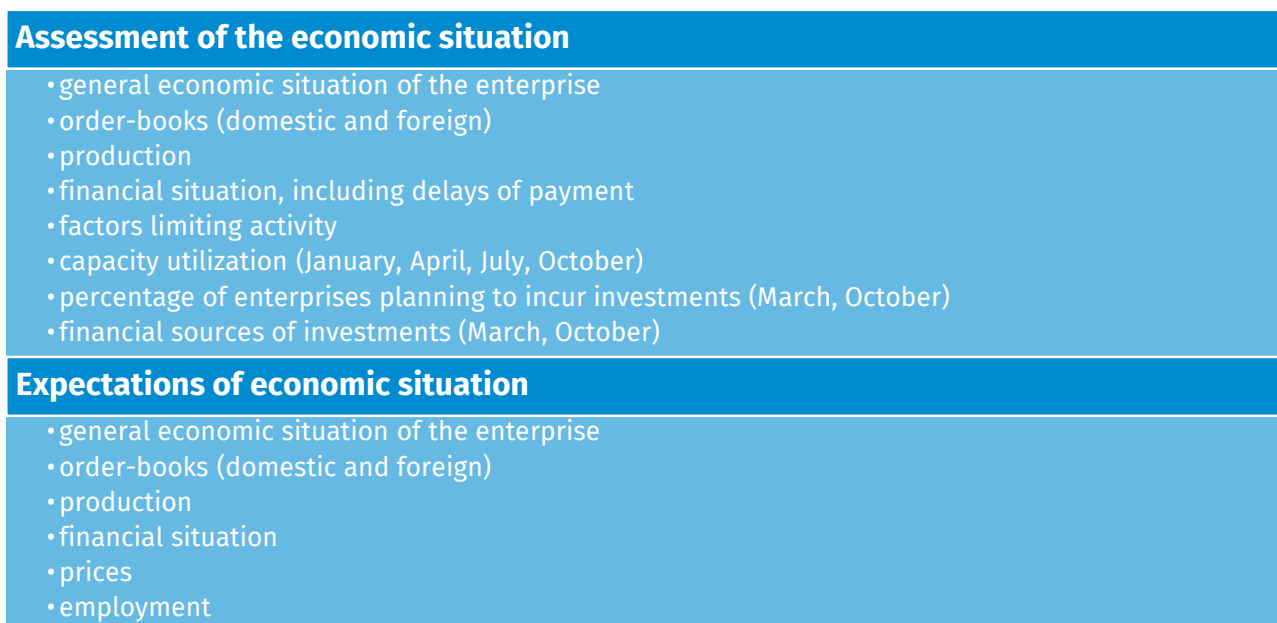 Assessment of the economic situation
•general economic situation of the enterprise
•order-books (domestic and foreign)
•production
•financial situation, including delays of payment
•factors limiting activity
•capacity utilization (January, April, July, October)
•percentage of enterprises planning to incur investments (March, October)
•financial sources of investments (March, October)
Expectations of economic situation
•general economic situation of the enterprise
•order-books (domestic and foreign)
•production
•financial situation
•prices
•employment